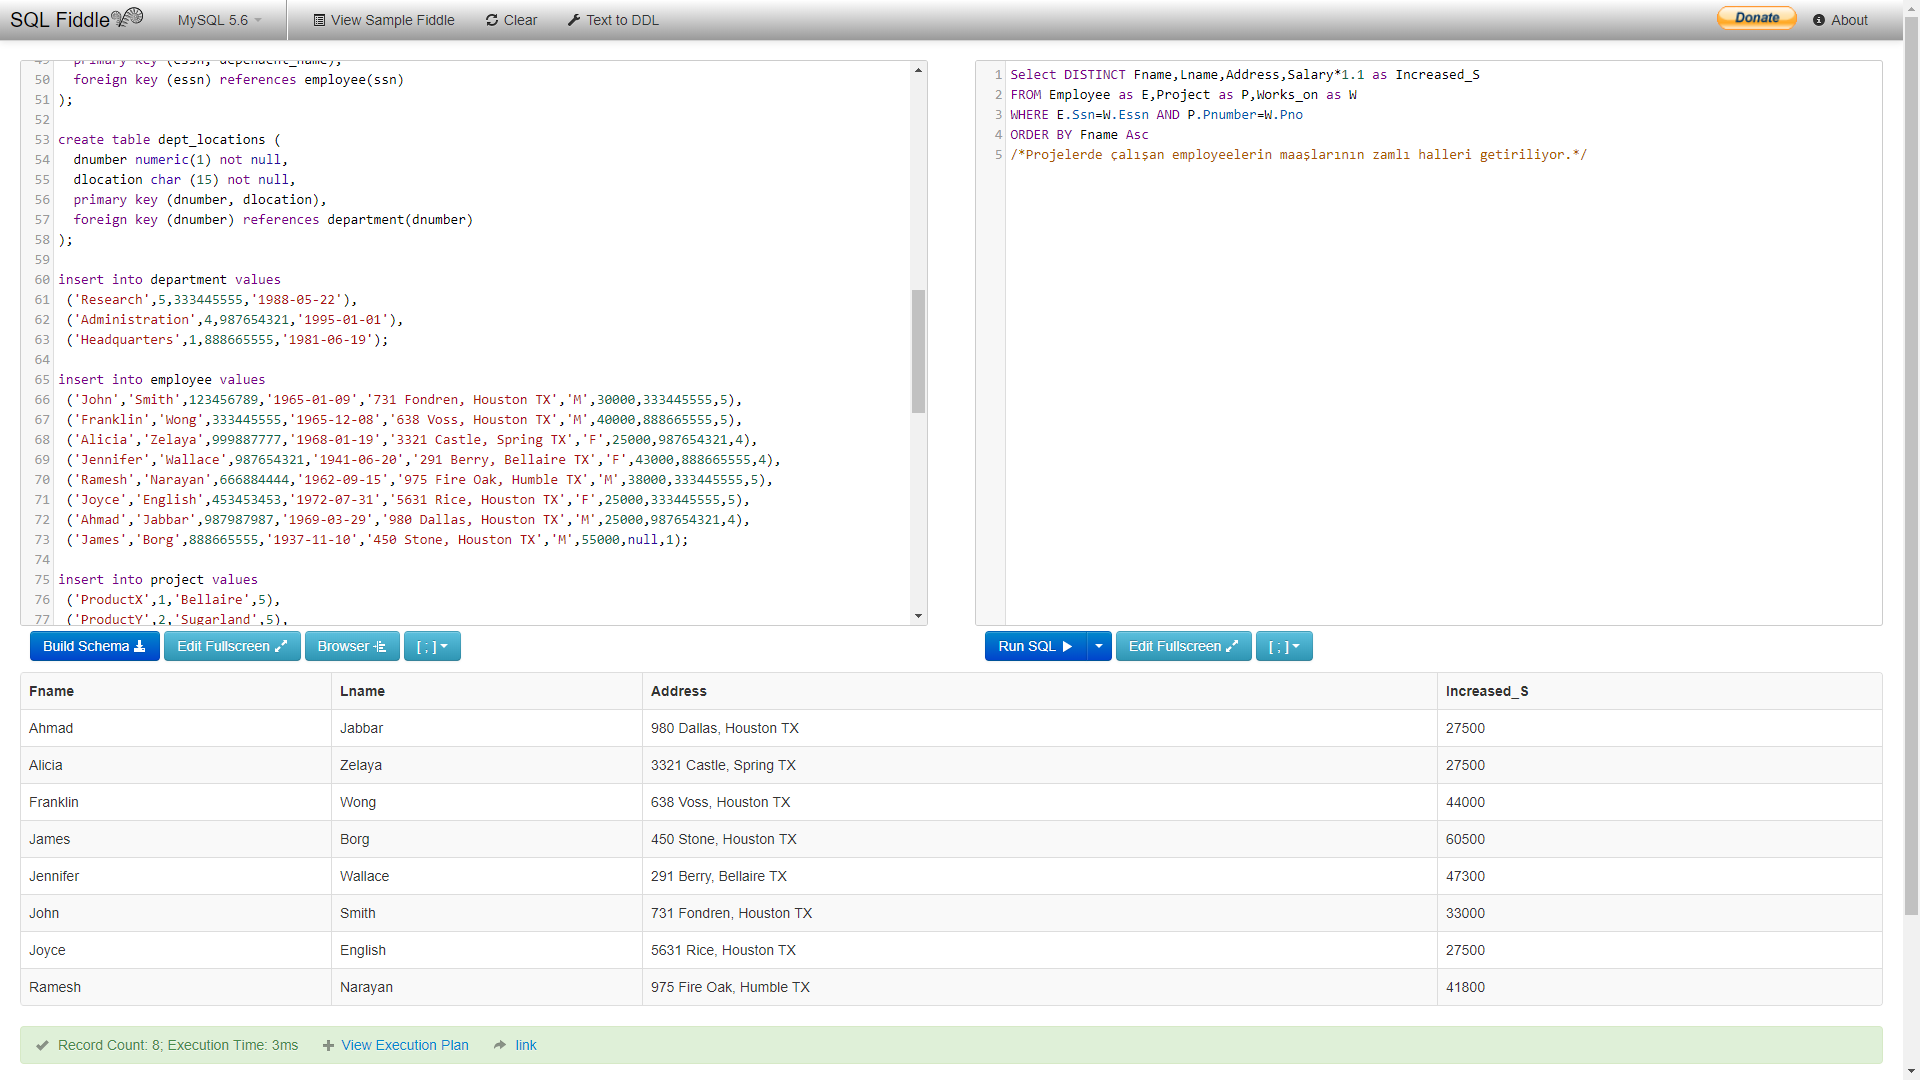 SQL Fiddle
MySQL 5.6
View Sample Fiddle
Clear
Text to DDL
Donate
About
49 primary key (essn, dependent_name),
50 foreign key (essn) references employee(ssn)
51 );
52
53 create table dept_locations (
54 dnumber numeric(1) not null,
55 dlocation char (15) not null,
56 primary key (dnumber, dlocation),
57 foreign key (dnumber) references department(dnumber)
58 );
59
60 insert into department values
61 ('Research',5,333445555,'1988-05-22'),
62 ('Administration',4,987654321,'1995-01-01'),
63 ('Headquarters',1,888665555,'1981-06-19');
64
65 insert into employee values
66 ('John','Smith',123456789,'1965-01-09','731 Fondren, Houston TX','M',30000,333445555,5),
67 ('Franklin','Wong',333445555,'1965-12-08','638 Voss, Houston TX','M',40000,888665555,5),
68 ('Alicia','Zelaya',999887777,'1968-01-19','3321 Castle, Spring TX','F',25000,987654321,4),
69 ('Jennifer','Wallace',987654321,'1941-06-20','291 Berry, Bellaire TX','F',43000,888665555,4),
70 ('Ramesh','Narayan',666884444,'1962-09-15','975 Fire Oak, Humble TX','M',38000,333445555,5),
71 ('Joyce','English',453453453,'1972-07-31','5631 Rice, Houston TX','F',25000,333445555,5),
72 ('Ahmad','Jabbar',987987987,'1969-03-29','980 Dallas, Houston TX','M',25000,987654321,4),
73 ('James','Borg',888665555,'1937-11-10','450 Stone, Houston TX','M',55000,null,1);
74
75 insert into project values
76 ('ProductX',1,'Bellaire',5),
77 ('ProductY',2,'Sugarland',5),
1 Select DISTINCT Fname,Lname,Address,Salary*1.1 as Increased_S
2 FROM Employee as E,Project as P,Works_on as W
3 WHERE E.Ssn=W.Essn AND P.Pnumber=W.Pno
4 ORDER BY Fname Asc
5 /*Projelerde çalışan employeelerin maaşlarının zamlı halleri getiriliyor.*/
Build Schema
Edit Fullscreen
Browser
[ ; ]
Run SQL
Edit Fullscreen
[ ; ]
Fname Lname Address Increased_S
Ahmad Jabbar 980 Dallas, Houston TX 27500
Alicia Zelaya 3321 Castle, Spring TX 27500
Franklin Wong 638 Voss, Houston TX 44000
James Borg 450 Stone, Houston TX 60500
Jennifer Wallace 291 Berry, Bellaire TX 47300
John Smith 731 Fondren, Houston TX 33000
Joyce English 5631 Rice, Houston TX 27500
Ramesh Narayan 975 Fire Oak, Humble TX 41800
Record Count: 8; Execution Time: 3ms
View Execution Plan
link